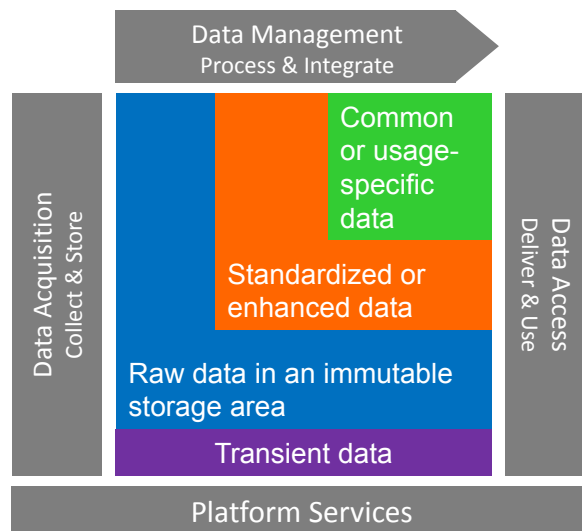 Data Management
Process & Integrate
Data Acquisition
Collect & Store
Common
or usage-
specific
data
Standardized or
enhanced data
Raw data in an immutable
storage area
Transient data
Data Access
Deliver & Use
Platform Services